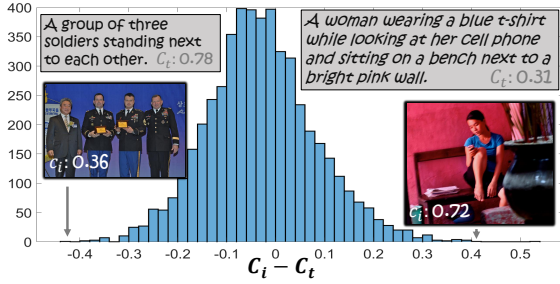 A group of three
soldiers standing next
to each other. Cₜ: 0.78
A woman wearing a blue t-shirt
while looking at her cell phone
and sitting on a bench next to a
bright pink wall. Cₜ: 0.31
400
350
300
250
200
150
100
50
0
cᵢ: 0.36
cᵢ: 0.72
-0.4 -0.3 -0.2 -0.1 0 0.1 0.2 0.3 0.4 0.5
Cᵢ − Cₜ